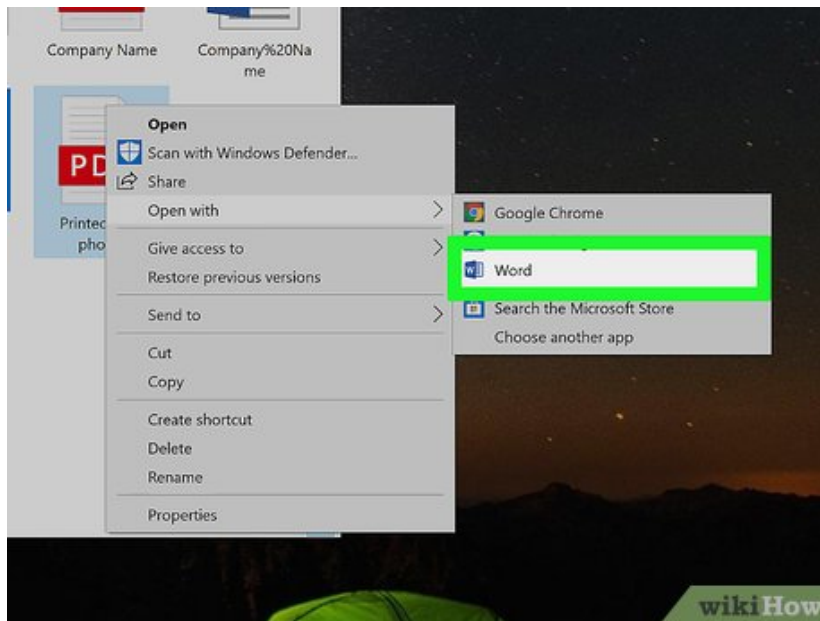 Company Name
Company%20Na
me
PD
Printed
pho
Open
Scan with Windows Defender...
Share
Open with
Give access to
Restore previous versions
Send to
Cut
Copy
Create shortcut
Delete
Rename
Properties
Google Chrome
Word
Search the Microsoft Store
Choose another app
wikiHow